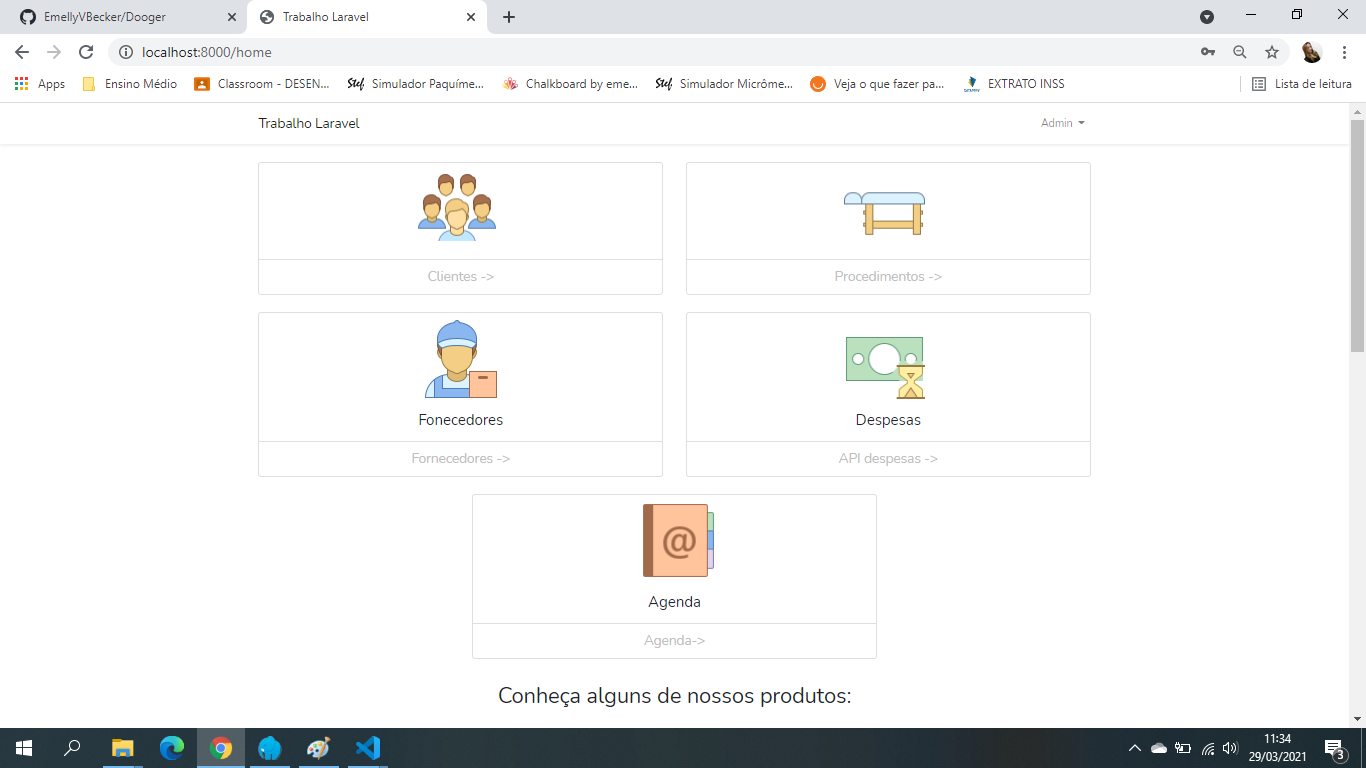 EmellyVBecker/Dooger
Trabalho Laravel
localhost:8000/home
Apps
Ensino Médio
Classroom - DESEN...
Stef Simulador Paquíme...
Chalkboard by eme...
Stef Simulador Micrôme...
Veja o que fazer pa...
EXTRATO INSS
Lista de leitura
Trabalho Laravel
Admin
Clientes ->
Procedimentos ->
Fonecedores
Fornecedores ->
Despesas
API despesas ->
@
Agenda
Agenda->
Conheça alguns de nossos produtos:
11:34
29/03/2021
3